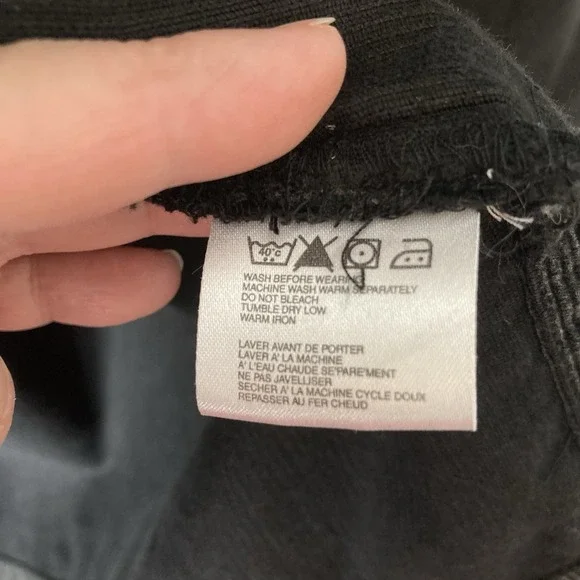 40°C
WASH BEFORE WEARING
MACHINE WASH WARM SEPARATELY
DO NOT BLEACH
TUMBLE DRY LOW
WARM IRON
LAVER AVANT DE PORTER
LAVER A' LA MACHINE
A' L'EAU CHAUDE SE'PARE'MENT
NE PAS JAVELLISER
SECHER A' LA MACHINE CYCLE DOUX
REPASSER AU FER CHEUD